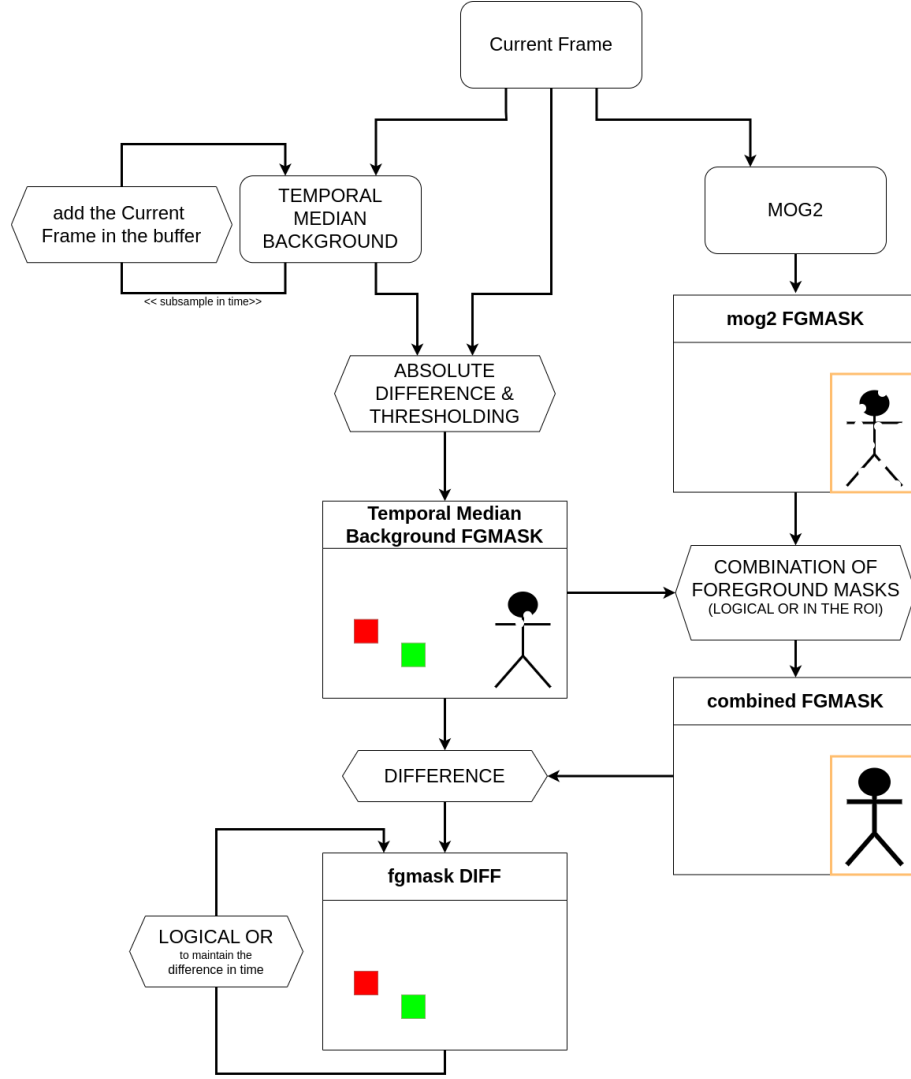 Current Frame
add the Current
Frame in the buffer
TEMPORAL
MEDIAN
BACKGROUND
MOG2
<< subsample in time>>
mog2 FGMASK
ABSOLUTE
DIFFERENCE &
THRESHOLDING
Temporal Median
Background FGMASK
COMBINATION OF
FOREGROUND MASKS
(LOGICAL OR IN THE ROI)
combined FGMASK
DIFFERENCE
fgmask DIFF
LOGICAL OR
to maintain the
difference in time